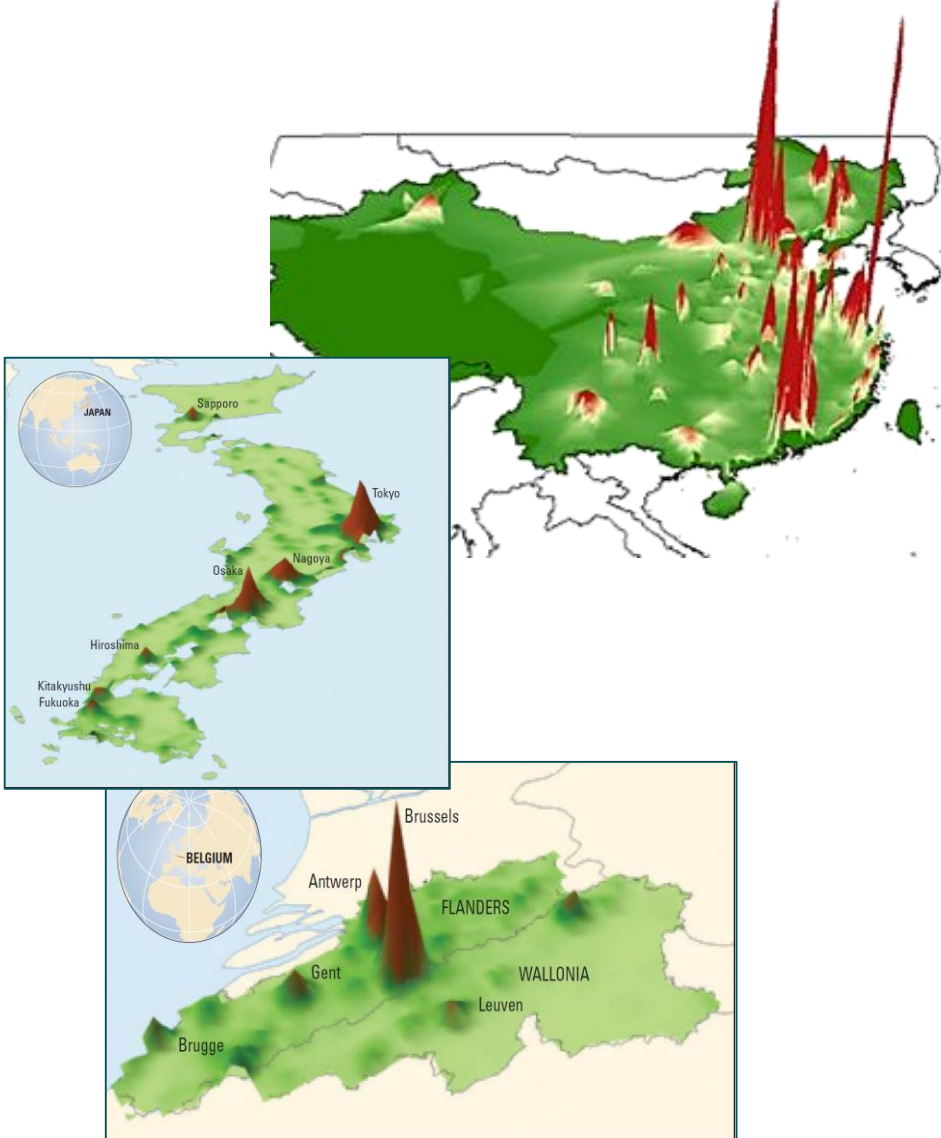 JAPAN
Sapporo
Tokyo
Nagoya
Osaka
Hiroshima
Kitakyushu
Fukuoka
Brussels
BELGIUM
Antwerp
FLANDERS
Gent
WALLONIA
Leuven
Brugge